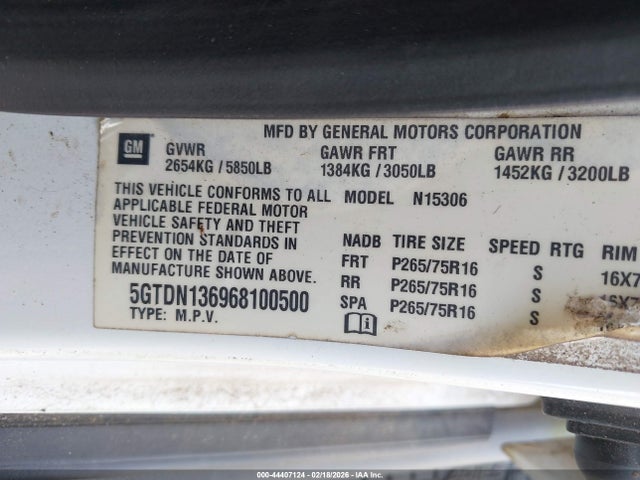 MFD BY GENERAL MOTORS CORPORATION
GM
GVWR GAWR FRT GAWR RR
2654KG / 5850LB 1384KG / 3050LB 1452KG / 3200LB
THIS VEHICLE CONFORMS TO ALL
APPLICABLE FEDERAL MOTOR
VEHICLE SAFETY AND THEFT
PREVENTION STANDARDS IN
EFFECT ON THE DATE OF
MANUFACTURE SHOWN ABOVE.
5GTDN136968100500
TYPE: M.P.V.
MODEL N15306
NADB TIRE SIZE SPEED RTG RIM
FRT P265/75R16 S 16X7
RR P265/75R16 S
SPA P265/75R16 S
000-44407124 | 02/18/2026 - IAA, INC.